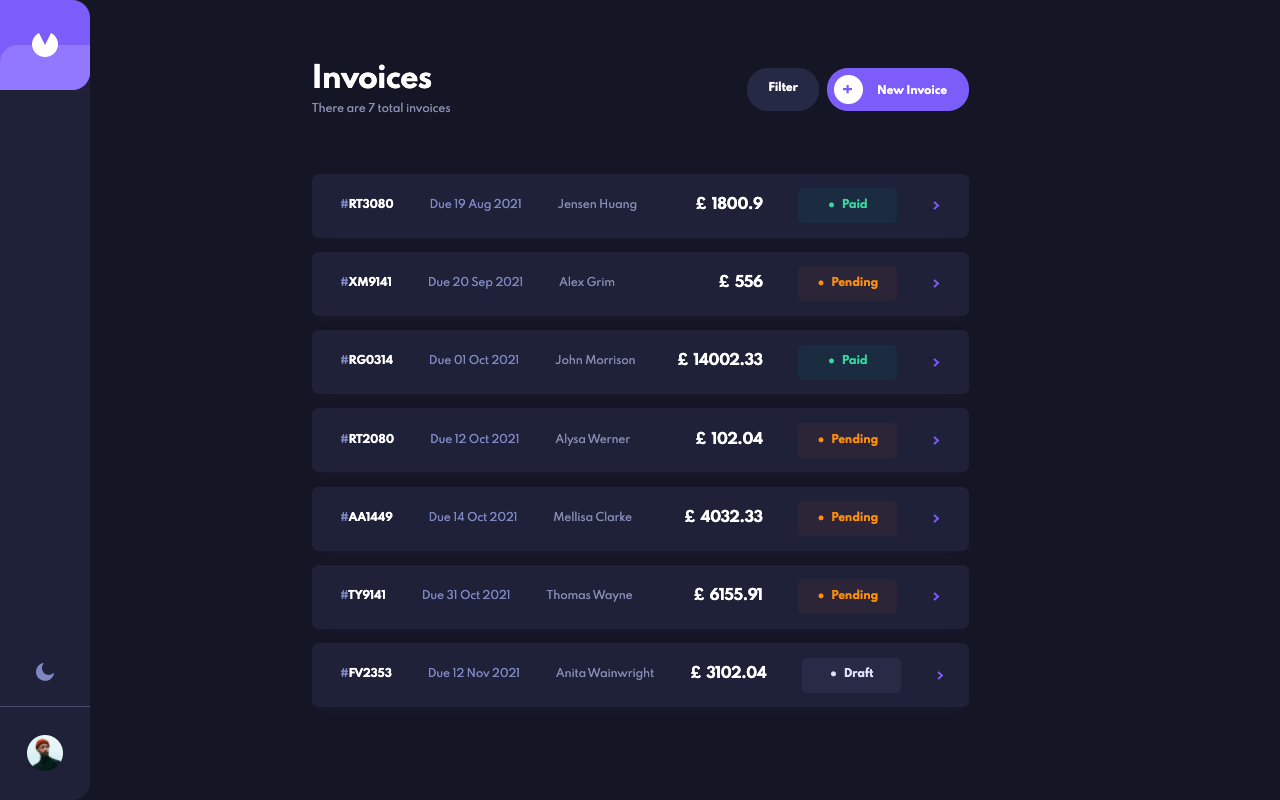 Invoices
There are 7 total invoices
Filter
+ New Invoice
#RT3080 Due 19 Aug 2021 Jensen Huang £ 1800.9 • Paid >
#XM9141 Due 20 Sep 2021 Alex Grim £ 556 • Pending >
#RG0314 Due 01 Oct 2021 John Morrison £ 14002.33 • Paid >
#RT2080 Due 12 Oct 2021 Alysa Werner £ 102.04 • Pending >
#AA1449 Due 14 Oct 2021 Mellisa Clarke £ 4032.33 • Pending >
#TY9141 Due 31 Oct 2021 Thomas Wayne £ 6155.91 • Pending >
#FV2353 Due 12 Nov 2021 Anita Wainwright £ 3102.04 • Draft >